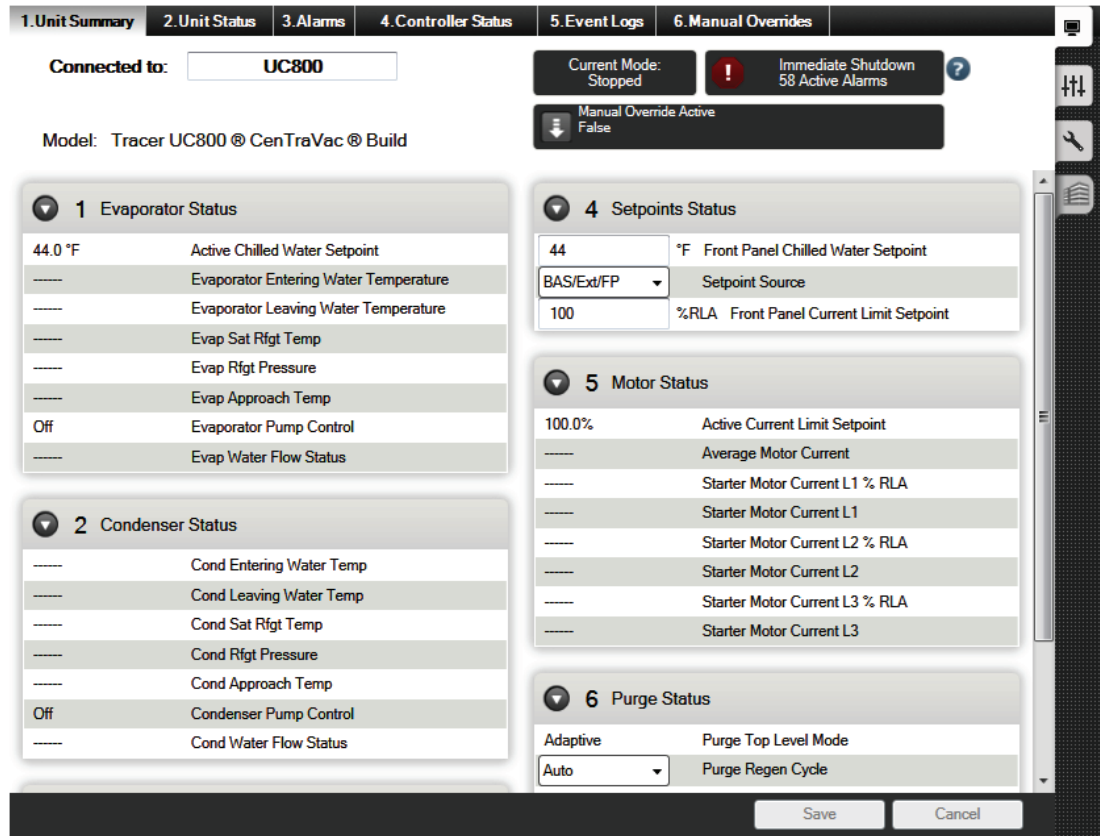 1.Unit Summary 2.Unit Status 3.Alarms 4.Controller Status 5.Event Logs 6.Manual Overrides
Connected to: UC800
Current Mode:
Stopped
Immediate Shutdown
58 Active Alarms
?
Manual Override Active
False
Model: Tracer UC800 ® CenTraVac ® Build
1 Evaporator Status
44.0 °F Active Chilled Water Setpoint
------ Evaporator Entering Water Temperature
------ Evaporator Leaving Water Temperature
------ Evap Sat Rfgt Temp
------ Evap Rfgt Pressure
------ Evap Approach Temp
Off Evaporator Pump Control
------ Evap Water Flow Status
2 Condenser Status
------ Cond Entering Water Temp
------ Cond Leaving Water Temp
------ Cond Sat Rfgt Temp
------ Cond Rfgt Pressure
------ Cond Approach Temp
Off Condenser Pump Control
------ Cond Water Flow Status
4 Setpoints Status
44 °F Front Panel Chilled Water Setpoint
BAS/Ext/FP Setpoint Source
100 %RLA Front Panel Current Limit Setpoint
5 Motor Status
100.0% Active Current Limit Setpoint
------ Average Motor Current
------ Starter Motor Current L1 % RLA
------ Starter Motor Current L1
------ Starter Motor Current L2 % RLA
------ Starter Motor Current L2
------ Starter Motor Current L3 % RLA
------ Starter Motor Current L3
6 Purge Status
Adaptive Purge Top Level Mode
Auto Purge Regen Cycle
Save Cancel